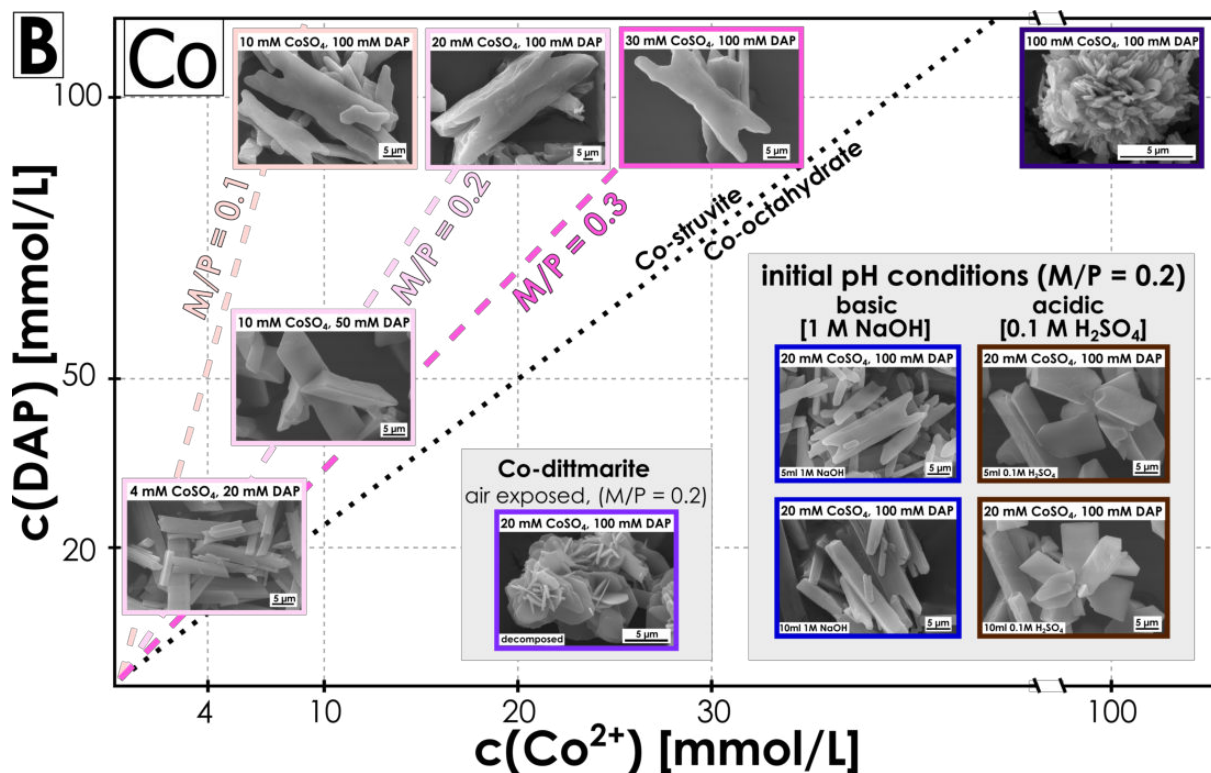 B
Co
10 mM CoSO₄, 100 mM DAP
5 µm
20 mM CoSO₄, 100 mM DAP
5 µm
30 mM CoSO₄, 100 mM DAP
5 µm
100 mM CoSO₄, 100 mM DAP
5 µm
M/P = 0.1
M/P = 0.2
M/P = 0.3
Co-struvite
Co-octahydrate
10 mM CoSO₄, 50 mM DAP
5 µm
4 mM CoSO₄, 20 mM DAP
5 µm
Co-dittmarite
air exposed, (M/P = 0.2)
20 mM CoSO₄, 100 mM DAP
decomposed
5 µm
initial pH conditions (M/P = 0.2)
basic
[1 M NaOH]
acidic
[0.1 M H₂SO₄]
20 mM CoSO₄, 100 mM DAP
5ml 1M NaOH
5 µm
20 mM CoSO₄, 100 mM DAP
5ml 0.1M H₂SO₄
5 µm
20 mM CoSO₄, 100 mM DAP
10ml 1M NaOH
5 µm
20 mM CoSO₄, 100 mM DAP
10ml 0.1M H₂SO₄
5 µm
c(DAP) [mmol/L]
100
50
20
4
10
20
30
100
c(Co²⁺) [mmol/L]